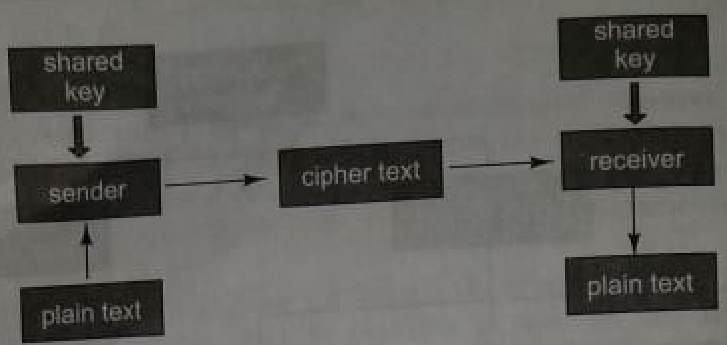 shared
key
sender
plain text
cipher text
shared
key
receiver
plain text